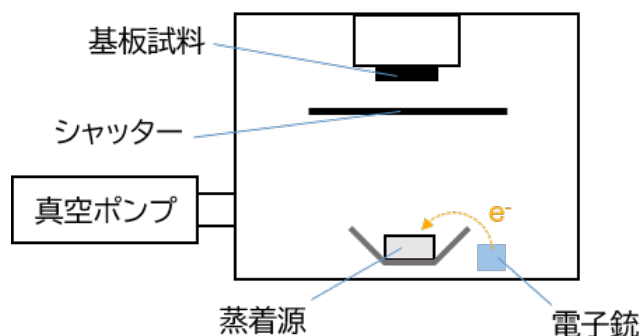 基板試料
シャッター
真空ポンプ
e-
蒸着源
電子銃